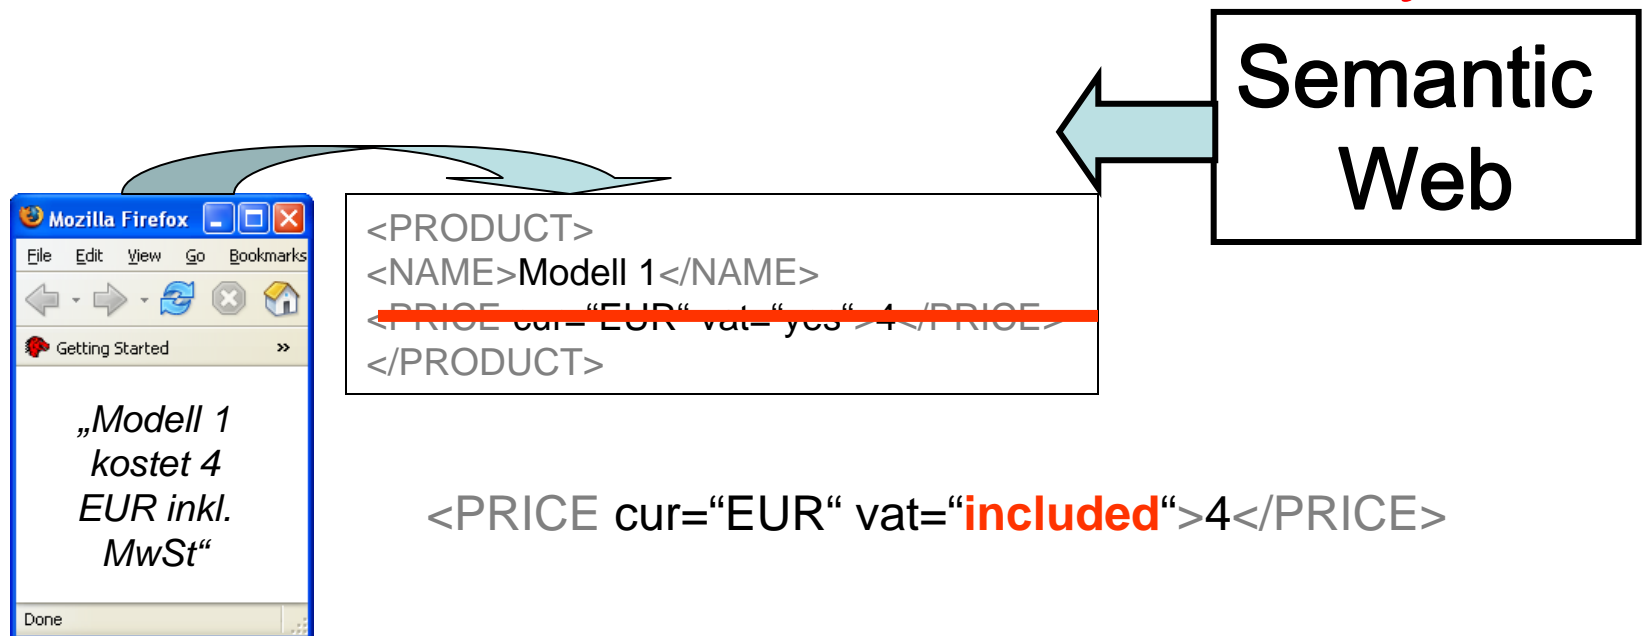 Semantic
Web
Mozilla Firefox
File Edit View Go Bookmarks
Getting Started »
„Modell 1
kostet 4
EUR inkl.
MwSt“
Done
<PRODUCT>
<NAME>Modell 1</NAME>
<PRICE cur=“EUR“ vat=“yes“>4</PRICE>
</PRODUCT>
<PRICE cur=“EUR“ vat=“included“>4</PRICE>